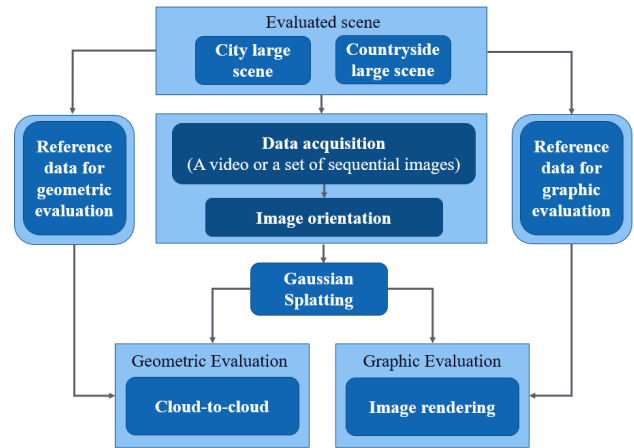 Evaluated scene
City large
scene
Countryside
large scene
Reference
data for
geometric
evaluation
Data acquisition
(A video or a set of sequential images)
Image orientation
Reference
data for
graphic
evaluation
Gaussian
Splatting
Geometric Evaluation
Cloud-to-cloud
Graphic Evaluation
Image rendering